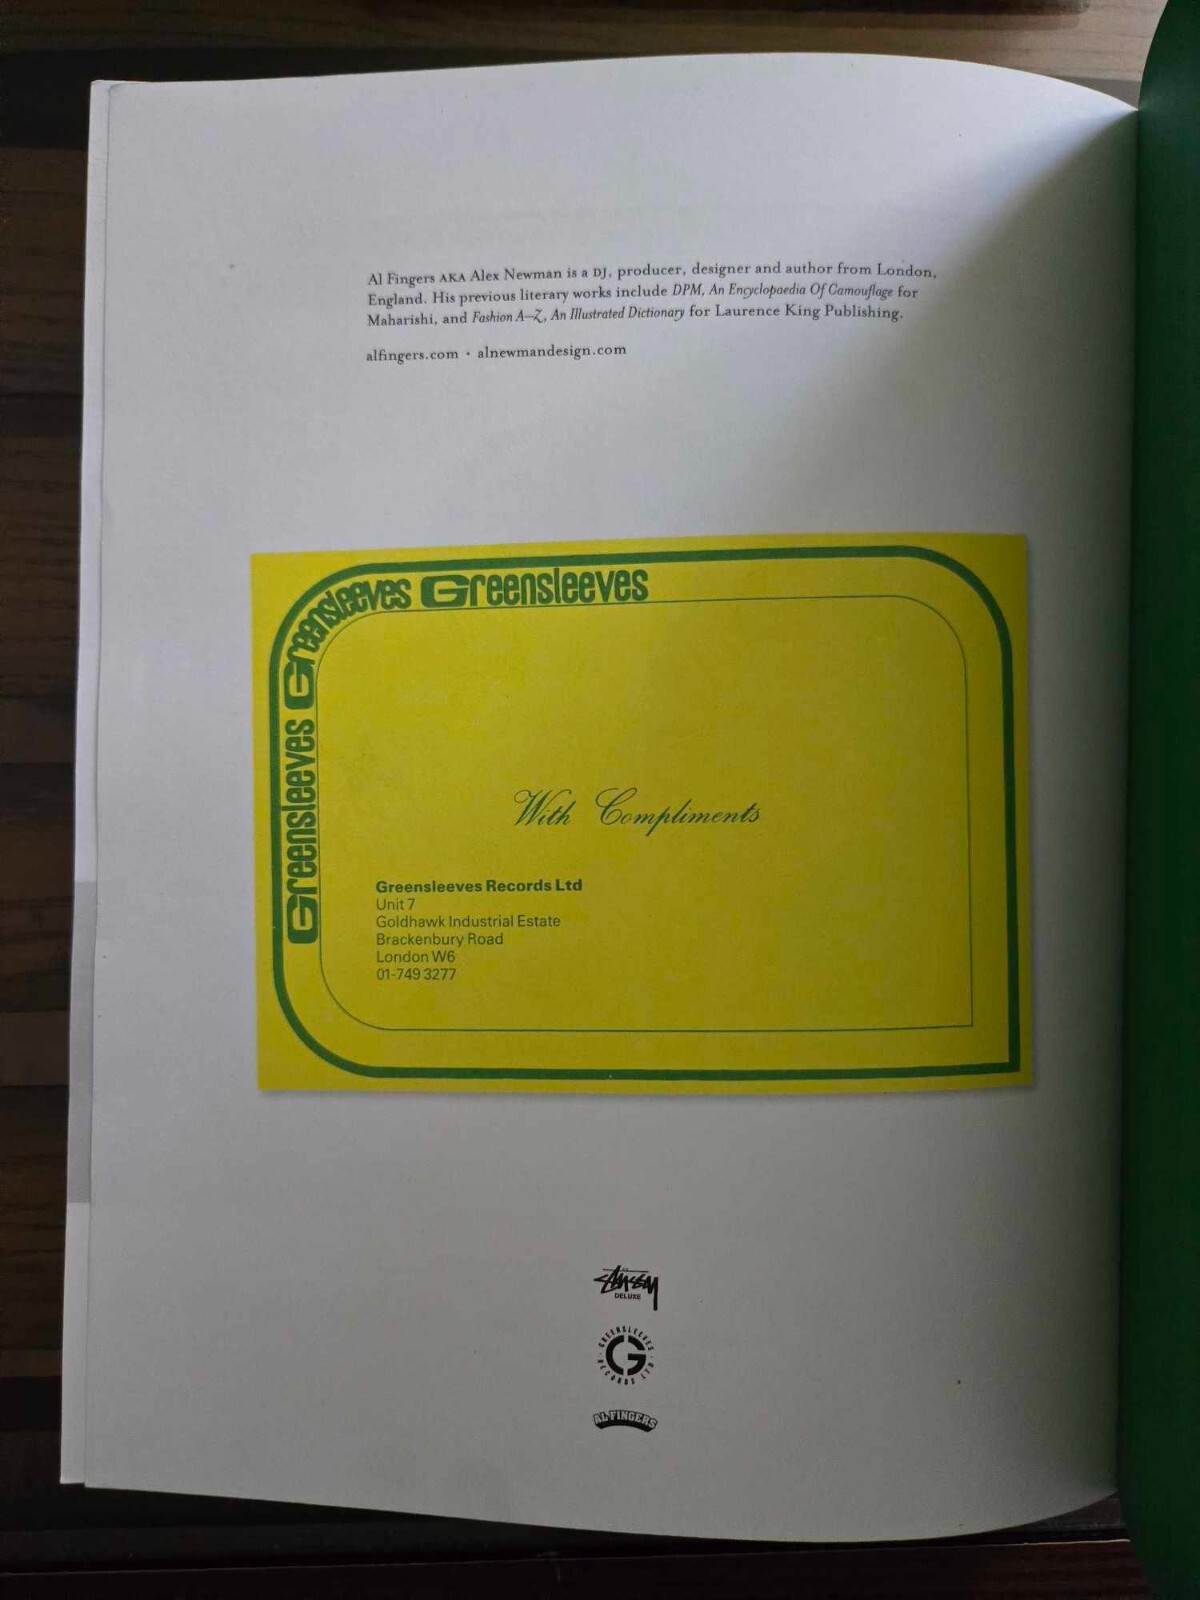 Al Fingers AKA Alex Newman is a DJ, producer, designer and author from London,
England. His previous literary works include DPM, An Encyclopaedia Of Camouflage for
Maharishi, and Fashion A–Z, An Illustrated Dictionary for Laurence King Publishing.
alfingers.com • alnewmandesign.com
Greensleeves Greensleeves Greensleeves
With Compliments
Greensleeves Records Ltd
Unit 7
Goldhawk Industrial Estate
Brackenbury Road
London W6
01-749 3277
Stüssy
DELUXE
GREENSLEEVES
G
RECORDS LTD
AL FINGERS